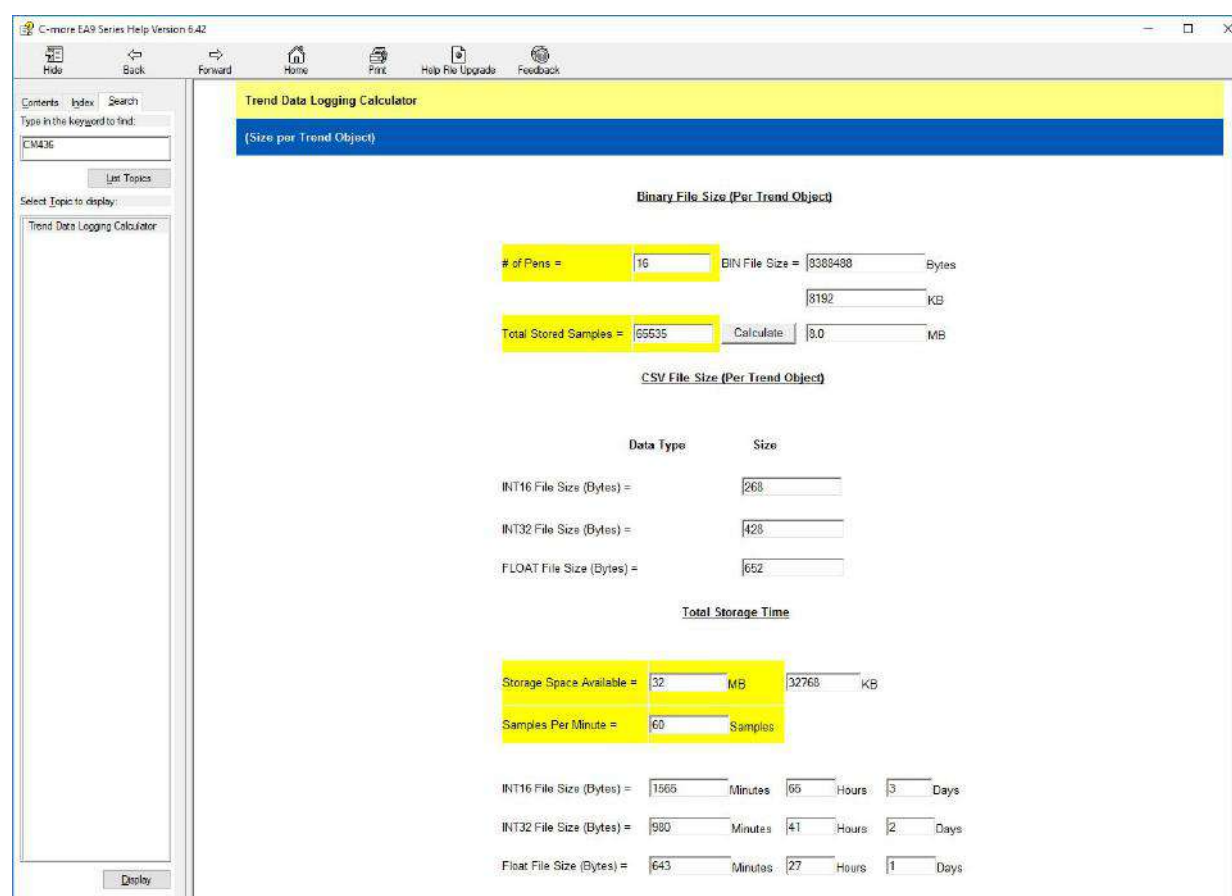 C-more EA9 Series Help Version 6.42
Hide Back Forward Home Print Help File Upgrade Feedback
Contents Index Search
Type in the keyword to find:
CM436
List Topics
Select Topic to display:
Trend Data Logging Calculator
Display
Trend Data Logging Calculator
(Size per Trend Object)
Binary File Size (Per Trend Object)
# of Pens = 16 BIN File Size = 8388488 Bytes
8192 KB
Total Stored Samples = 65535 Calculate 8.0 MB
CSV File Size (Per Trend Object)
Data Type Size
INT16 File Size (Bytes) = 268
INT32 File Size (Bytes) = 428
FLOAT File Size (Bytes) = 652
Total Storage Time
Storage Space Available = 32 MB 32768 KB
Samples Per Minute = 60 Samples
INT16 File Size (Bytes) = 1565 Minutes 65 Hours 3 Days
INT32 File Size (Bytes) = 980 Minutes 41 Hours 2 Days
Float File Size (Bytes) = 643 Minutes 27 Hours 1 Days